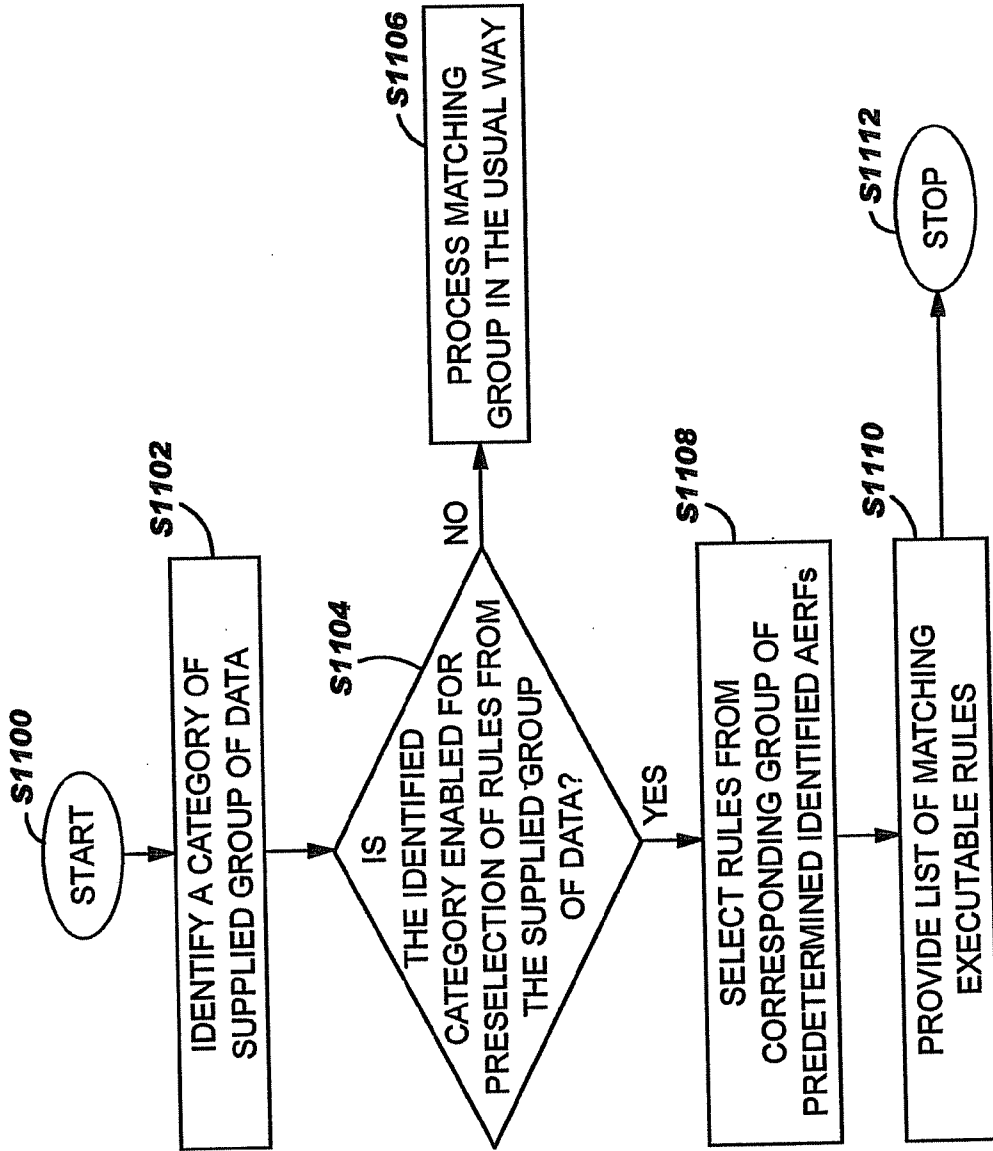 S1100
START
S1102
IDENTIFY A CATEGORY OF
SUPPLIED GROUP OF DATA
S1104
IS
THE IDENTIFIED
CATEGORY ENABLED FOR
PRESELECTION OF RULES FROM
THE SUPPLIED GROUP
OF DATA?
NO
S1106
PROCESS MATCHING
GROUP IN THE USUAL WAY
YES
S1108
SELECT RULES FROM
CORRESPONDING GROUP OF
PREDETERMINED IDENTIFIED AERFs
S1110
PROVIDE LIST OF MATCHING
EXECUTABLE RULES
S1112
STOP